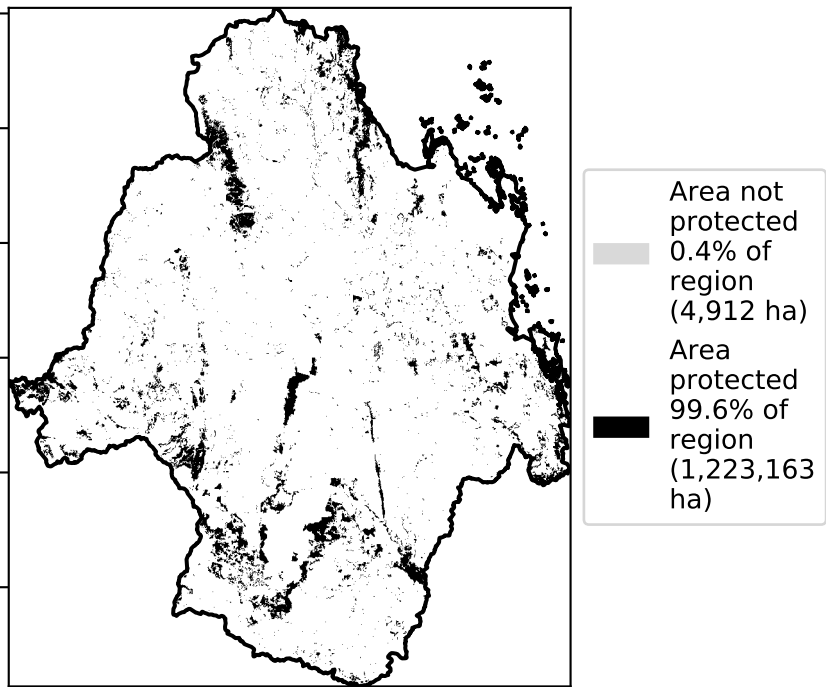 Area not
protected
0.4% of
region
(4,912 ha)
Area
protected
99.6% of
region
(1,223,163
ha)